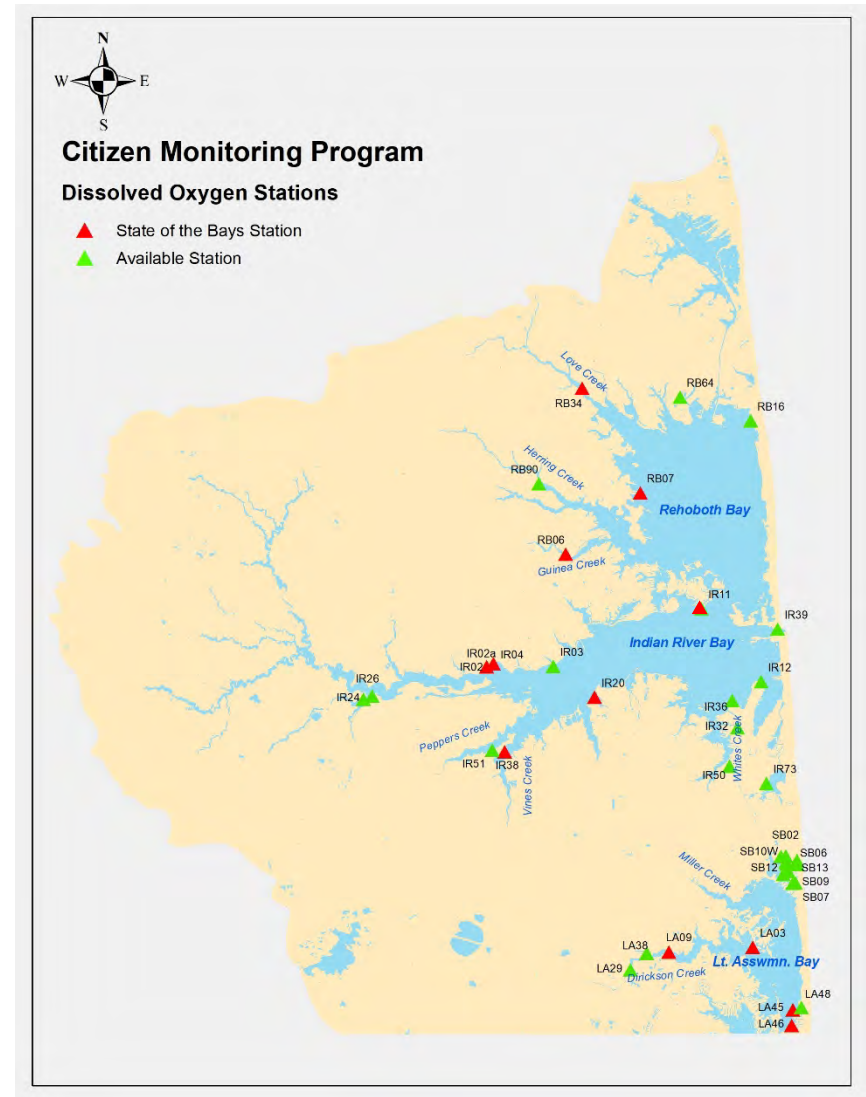 N
W E
S
Citizen Monitoring Program
Dissolved Oxygen Stations
State of the Bays Station
Available Station
Love Creek
RB64
RB34
RB16
Herring Creek
RB90
RB07
Rehoboth Bay
RB06
Guinea Creek
IR11
IR39
Indian River Bay
IR02a
IR04
IR02
IR03
IR26
IR24
IR20
IR12
IR36
IR32
Whites Creek
Peppers Creek
IR51
IR38
Vines Creek
IR50
IR73
SB02
SB10W
SB06
SB12
SB13
SB09
SB07
Miller Creek
LA03
LA38
LA09
Lt. Asswmn. Bay
LA29
Dirickson Creek
LA48
LA45
LA46